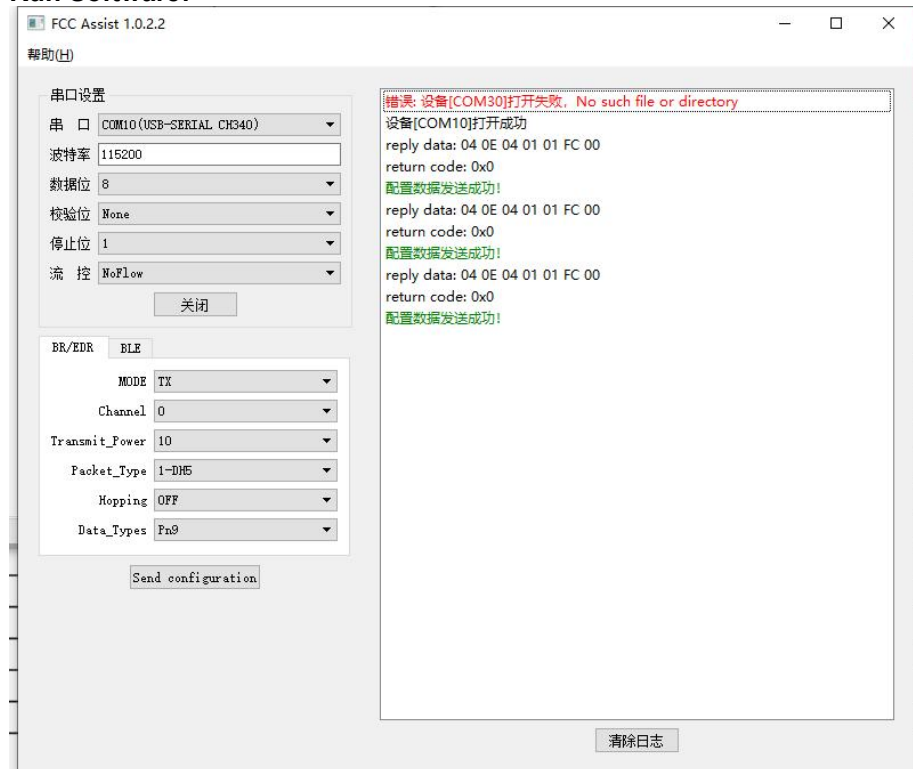 Run Software:
FCC Assist 1.0.2.2
帮助(H)
串口设置
串 口 COM10(USB-SERIAL CH340)
波特率 115200
数据位 8
校验位 None
停止位 1
流 控 NoFlow
关闭
BR/EDR BLE
MODE TX
Channel 0
Transmit_Power 10
Packet_Type 1-DH5
Hopping OFF
Data_Types Pn9
Send configuration
错误: 设备[COM30]打开失败，No such file or directory
设备[COM10]打开成功
reply data: 04 0E 04 01 01 FC 00
return code: 0x0
配置数据发送成功!
reply data: 04 0E 04 01 01 FC 00
return code: 0x0
配置数据发送成功!
reply data: 04 0E 04 01 01 FC 00
return code: 0x0
配置数据发送成功!
清除日志